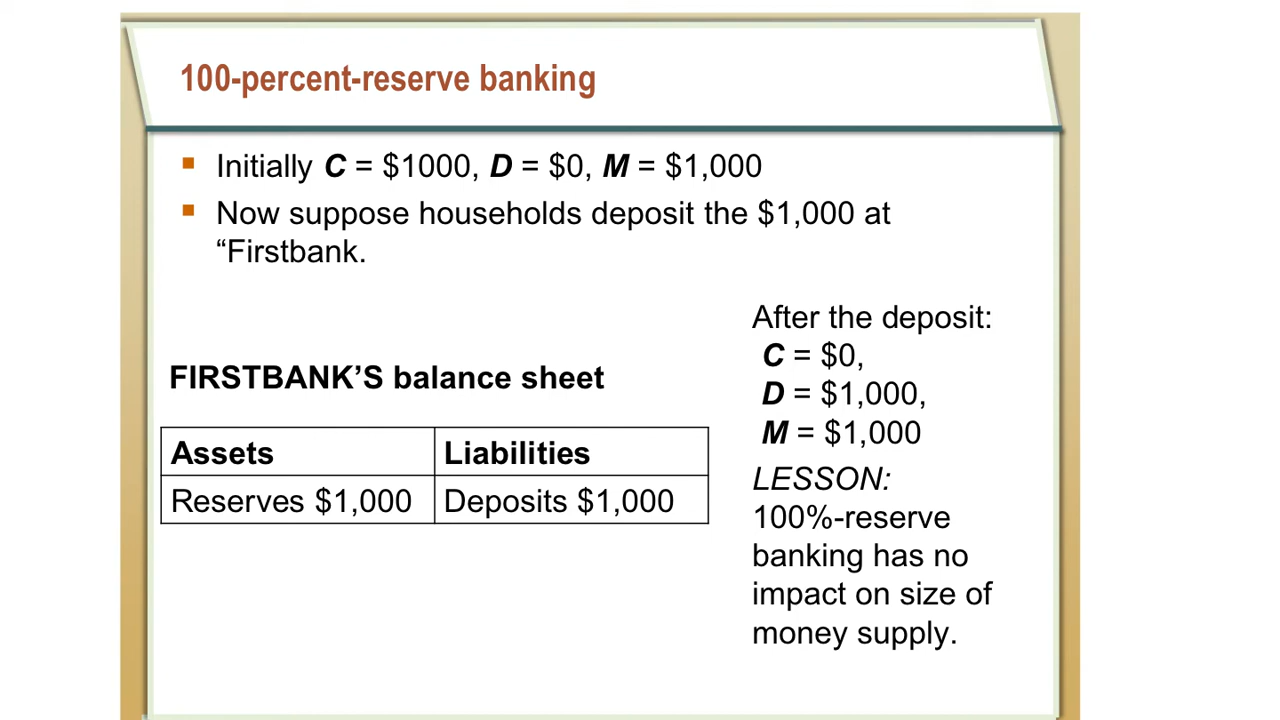 100-percent-reserve banking
▪ Initially C = $1000, D = $0, M = $1,000
▪ Now suppose households deposit the $1,000 at
“Firstbank.
FIRSTBANK’S balance sheet
Assets Liabilities
Reserves $1,000 Deposits $1,000
After the deposit:
C = $0,
D = $1,000,
M = $1,000
LESSON:
100%-reserve
banking has no
impact on size of
money supply.